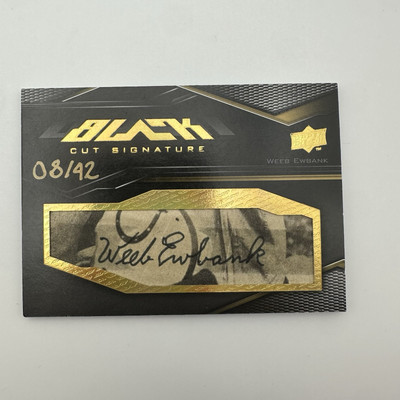 BLACK
CUT SIGNATURE
08/42
WEEB EWBANK
Weeb Ewbank